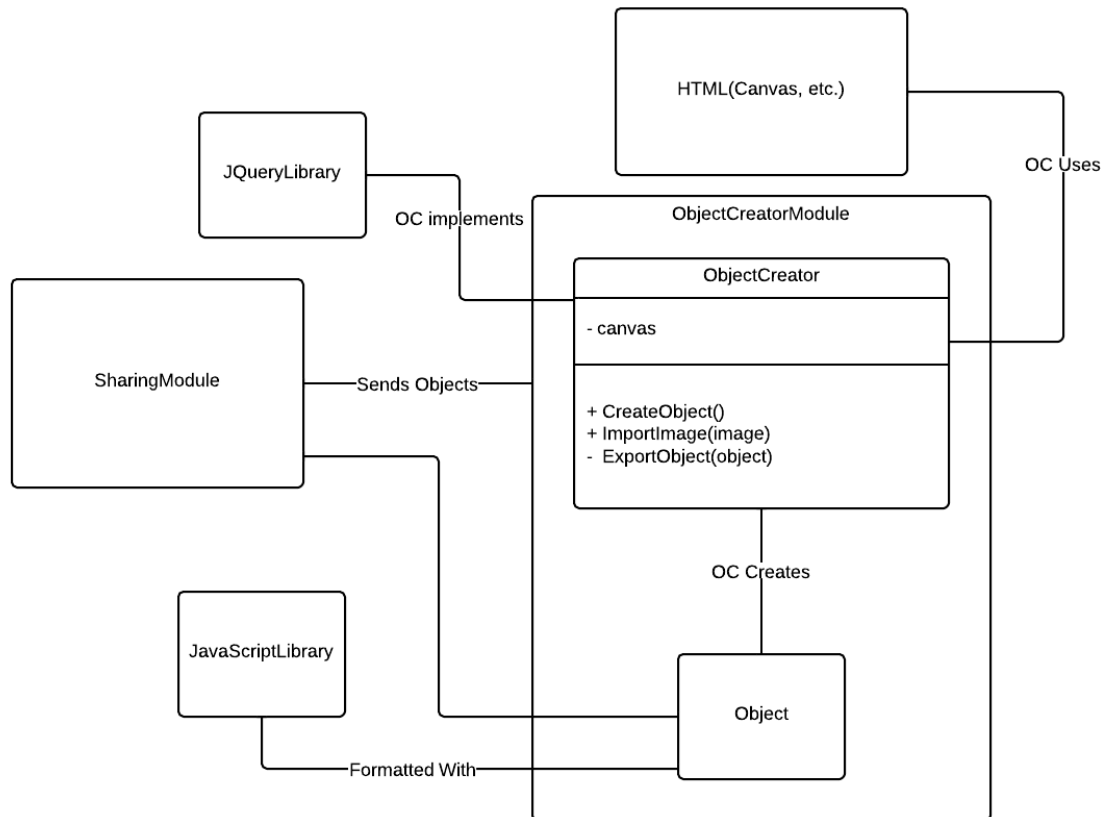 HTML(Canvas, etc.)
JQueryLibrary
OC Uses
OC implements
ObjectCreatorModule
ObjectCreator
- canvas
SharingModule
Sends Objects
+ CreateObject()
+ ImportImage(image)
-  ExportObject(object)
OC Creates
JavaScriptLibrary
Object
Formatted With